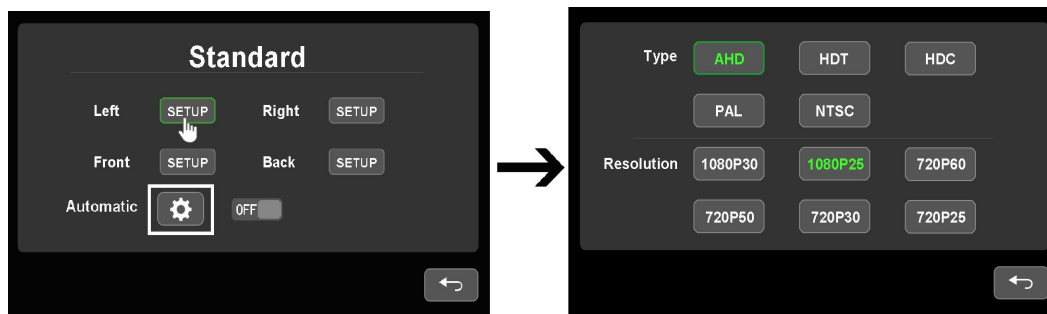 Standard
Left SETUP Right SETUP
Front SETUP Back SETUP
Automatic OFF
Type AHD HDT HDC
PAL NTSC
Resolution 1080P30 1080P25 720P60
720P50 720P30 720P25